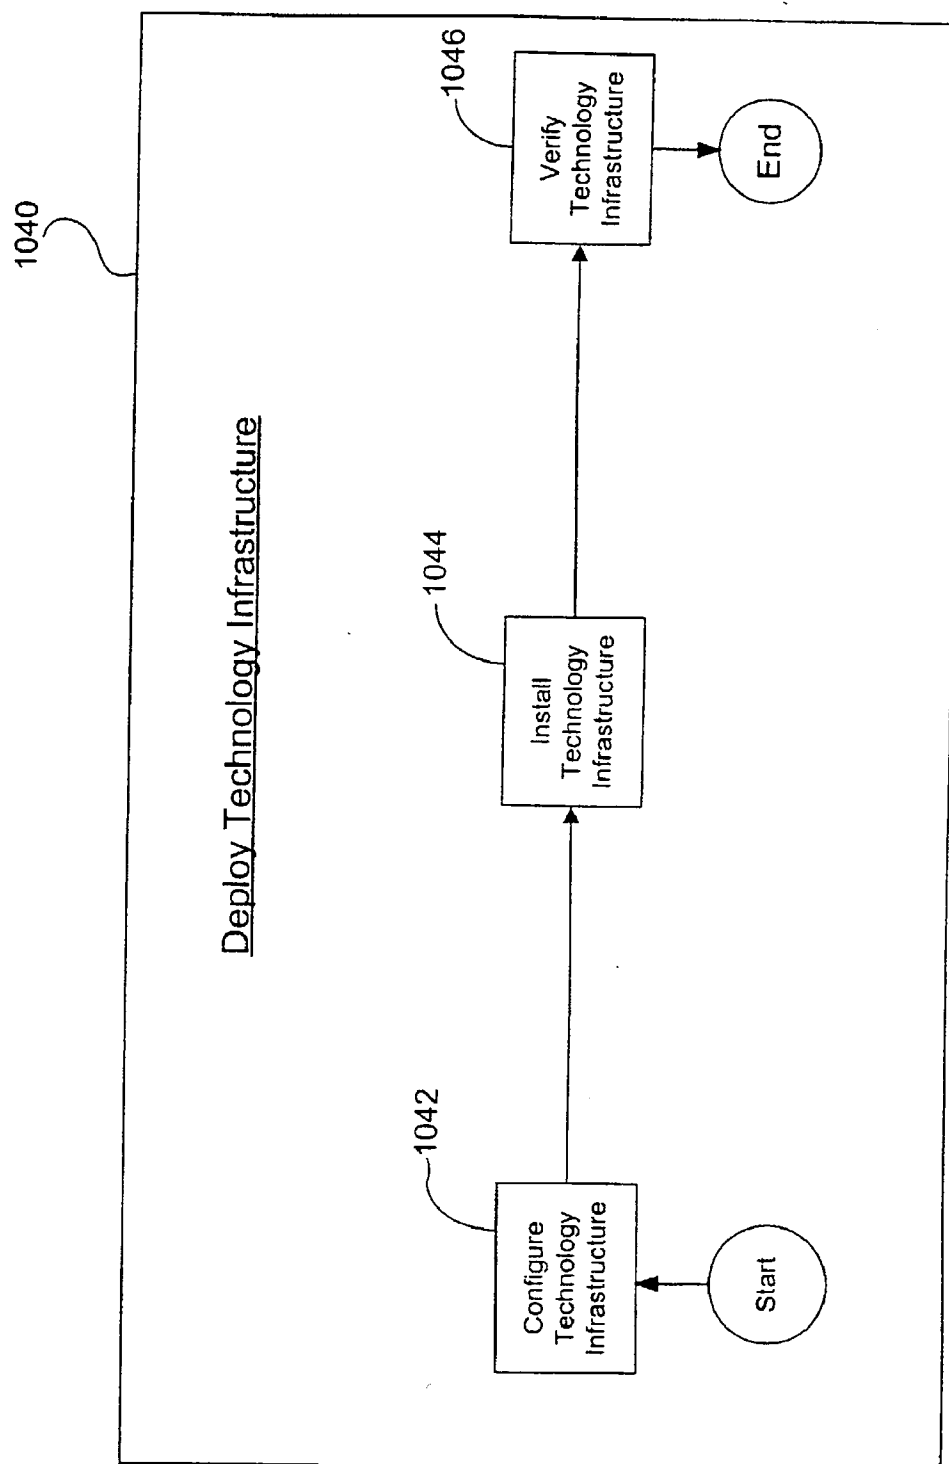 1040
Deploy Technology Infrastructure
1042
1044
1046
Configure
Technology
Infrastructure
Install
Technology
Infrastructure
Verify
Technology
Infrastructure
Start
End